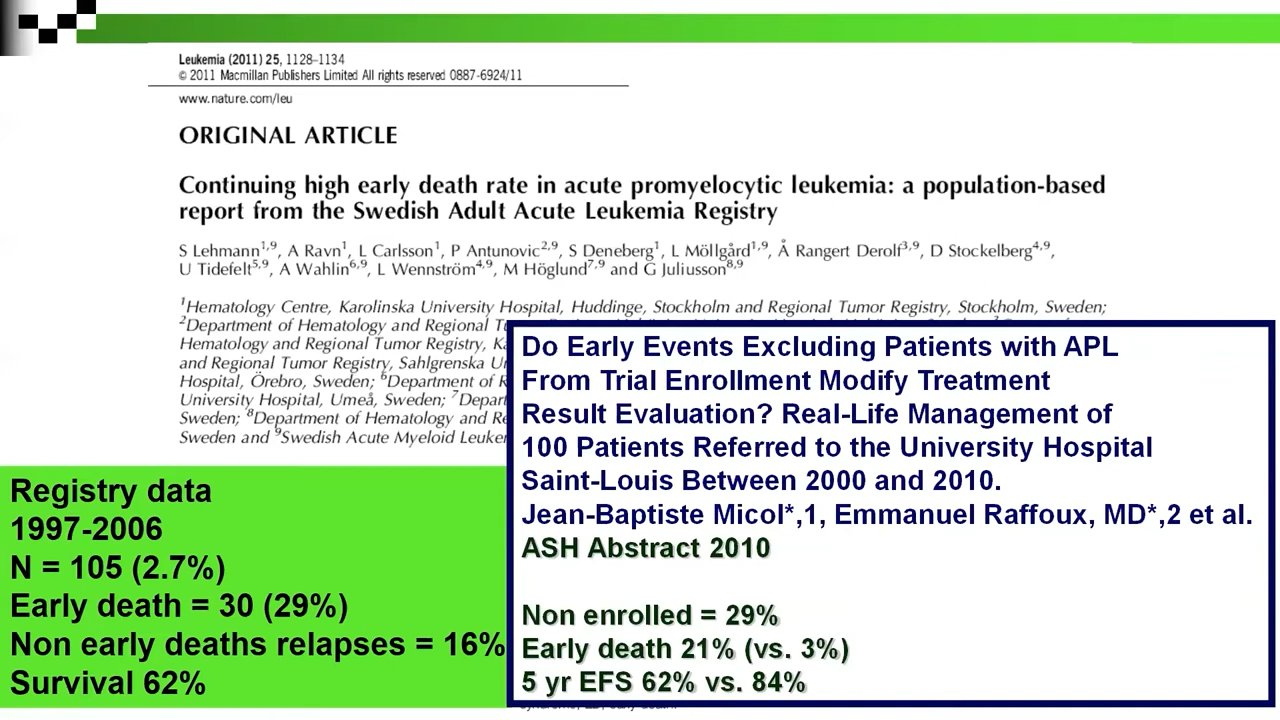 Leukemia (2011) 25, 1128–1134
© 2011 Macmillan Publishers Limited All rights reserved 0887-6924/11
www.nature.com/leu
ORIGINAL ARTICLE
Continuing high early death rate in acute promyelocytic leukemia: a population-based
report from the Swedish Adult Acute Leukemia Registry
S Lehmann1,9, A Ravn1, L Carlsson1, P Antunovic2,9, S Deneberg1, L Möllgård1,9, Å Rangert Derolf3,9, D Stockelberg4,9,
U Tidefelt5,9, A Wahlin6,9, L Wennström4,9, M Höglund7,9 and G Juliusson8,9
1Hematology Centre, Karolinska University Hospital, Huddinge, Stockholm and Regional Tumor Registry, Stockholm, Sweden;
2Department of Hematology and Regional
Hematology and Regional Tumor Registry,
and Regional Tumor Registry, Sahlgrenska
Hospital, Örebro, Sweden; 6Department of
University Hospital, Umeå, Sweden;
Sweden; 8Department of Hematology and
Sweden and 9Swedish Acute Myeloid
Registry data
1997-2006
N = 105 (2.7%)
Early death = 30 (29%)
Non early deaths relapses = 16%
Survival 62%
Do Early Events Excluding Patients with APL
From Trial Enrollment Modify Treatment
Result Evaluation? Real-Life Management of
100 Patients Referred to the University Hospital
Saint-Louis Between 2000 and 2010.
Jean-Baptiste Micol*,1, Emmanuel Raffoux, MD*,2 et al.
ASH Abstract 2010
Non enrolled = 29%
Early death 21% (vs. 3%)
5 yr EFS 62% vs. 84%